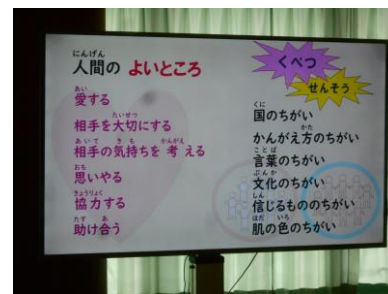 人間の よいところ
愛する
相手を大切にする
相手の気持ちを考える
思いやる
協力する
助け合う
くべつ
せんそう
国のちがい
かんがえ方のちがい
言葉のちがい
文化のちがい
信じるもののちがい
肌の色のちがい